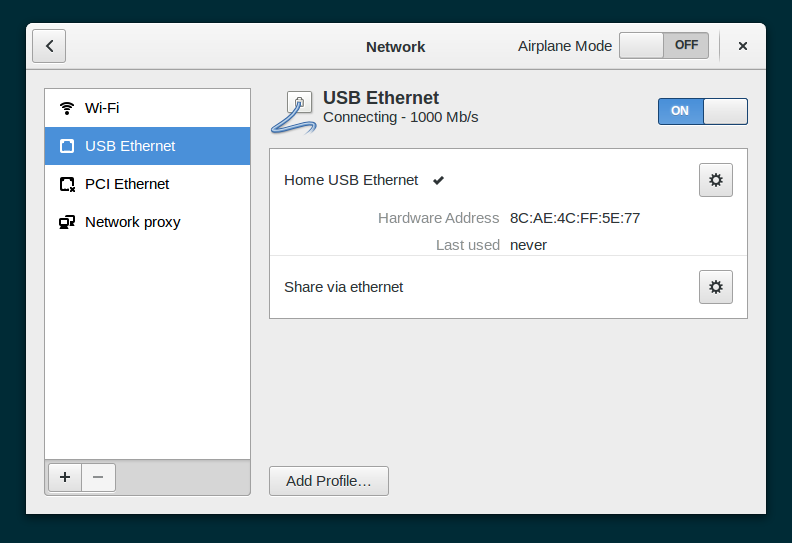 Network
Airplane Mode OFF
Wi-Fi
USB Ethernet
PCI Ethernet
Network proxy
USB Ethernet
Connecting - 1000 Mb/s
ON
Home USB Ethernet
Hardware Address 8C:AE:4C:FF:5E:77
Last used never
Share via ethernet
Add Profile…